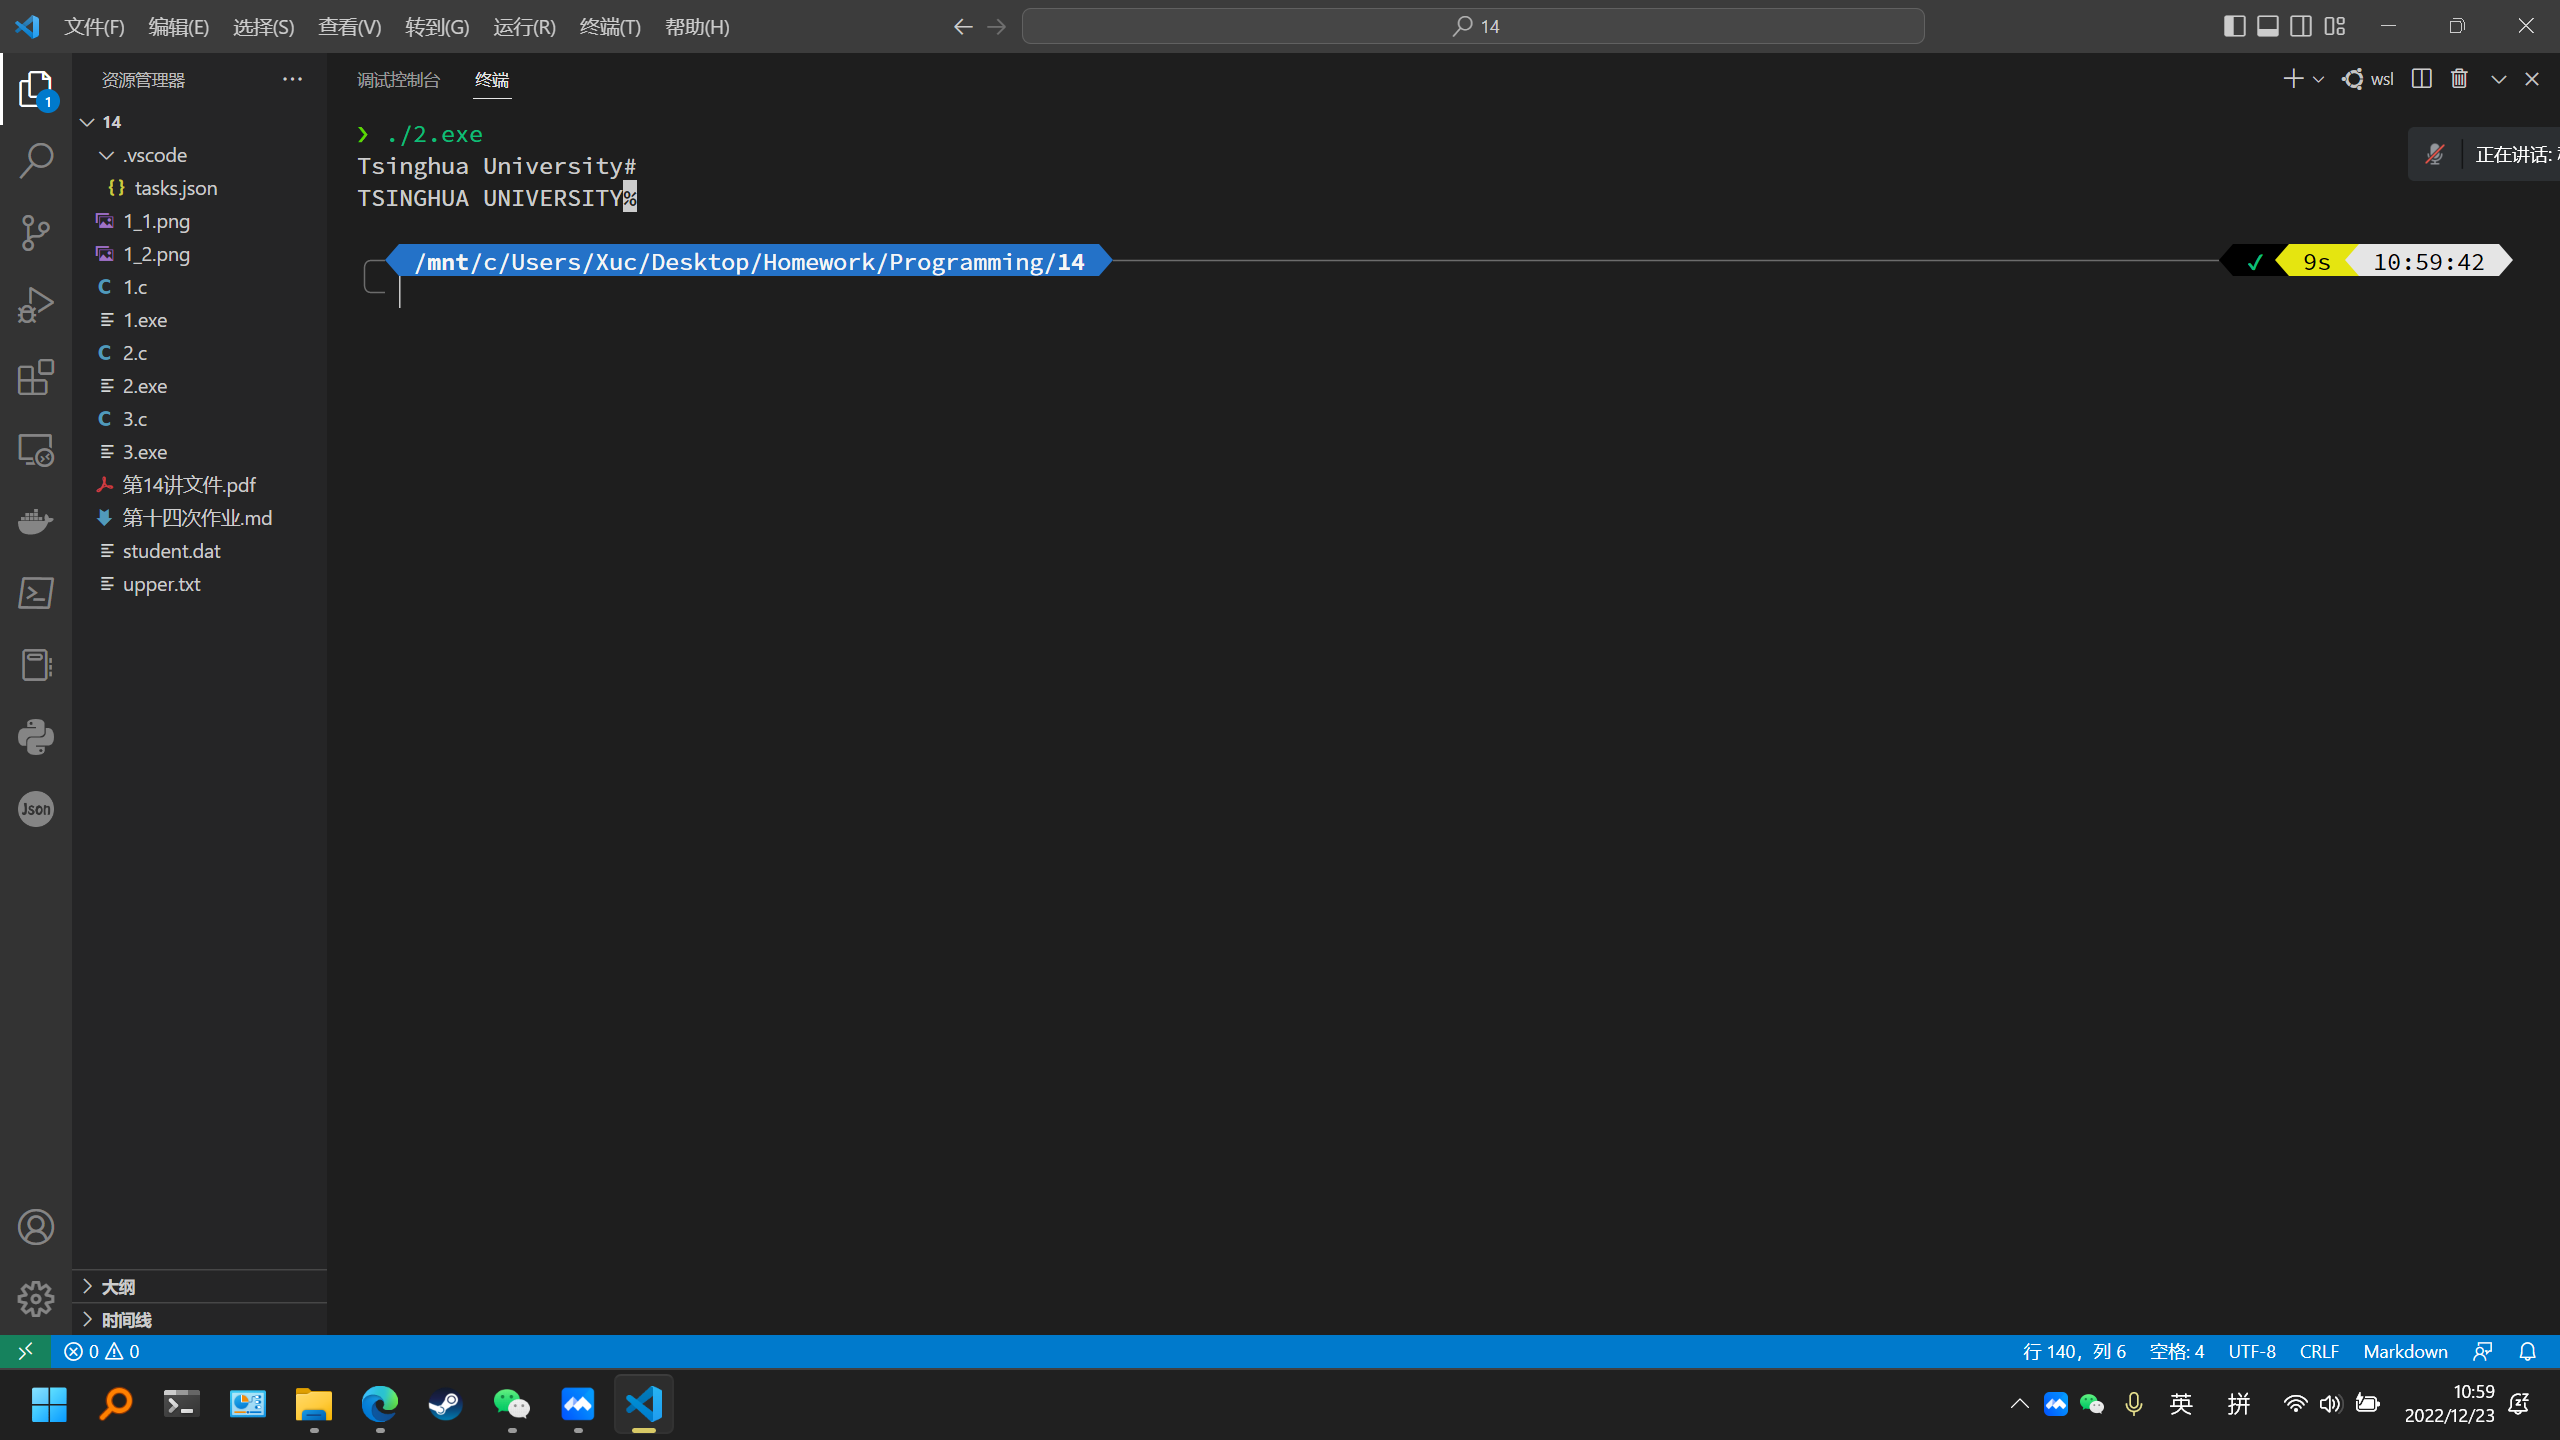 文件(F) 编辑(E) 选择(S) 查看(V) 转到(G) 运行(R) 终端(T) 帮助(H)
14
资源管理器
调试控制台 终端
wsl
1
14
.vscode
{} tasks.json
1_1.png
1_2.png
C 1.c
1.exe
C 2.c
2.exe
C 3.c
3.exe
第14讲文件.pdf
第十四次作业.md
student.dat
upper.txt
❯ ./2.exe
Tsinghua University#
TSINGHUA UNIVERSITY%
/mnt/c/Users/Xuc/Desktop/Homework/Programming/14
✓ 9s 10:59:42
正在讲话:
Json
大纲
时间线
0 0
行 140，列 6 空格: 4 UTF-8 CRLF Markdown
英 拼
10:59
2022/12/23